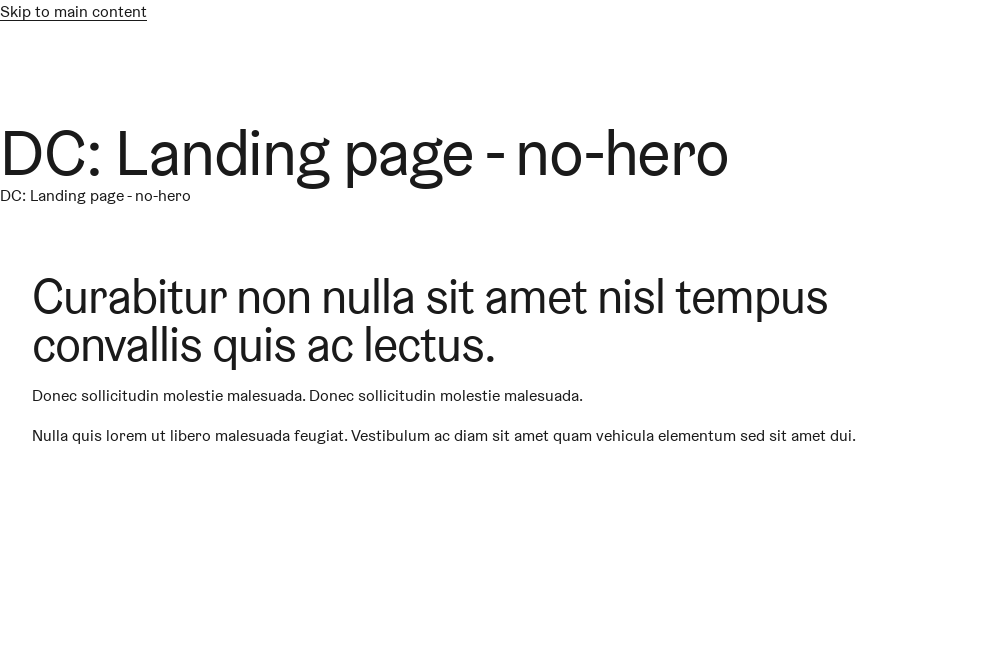 Skip to main content
DC: Landing page - no-hero
DC: Landing page - no-hero
Curabitur non nulla sit amet nisl tempus
convallis quis ac lectus.
Donec sollicitudin molestie malesuada. Donec sollicitudin molestie malesuada.
Nulla quis lorem ut libero malesuada feugiat. Vestibulum ac diam sit amet quam vehicula elementum sed sit amet dui.